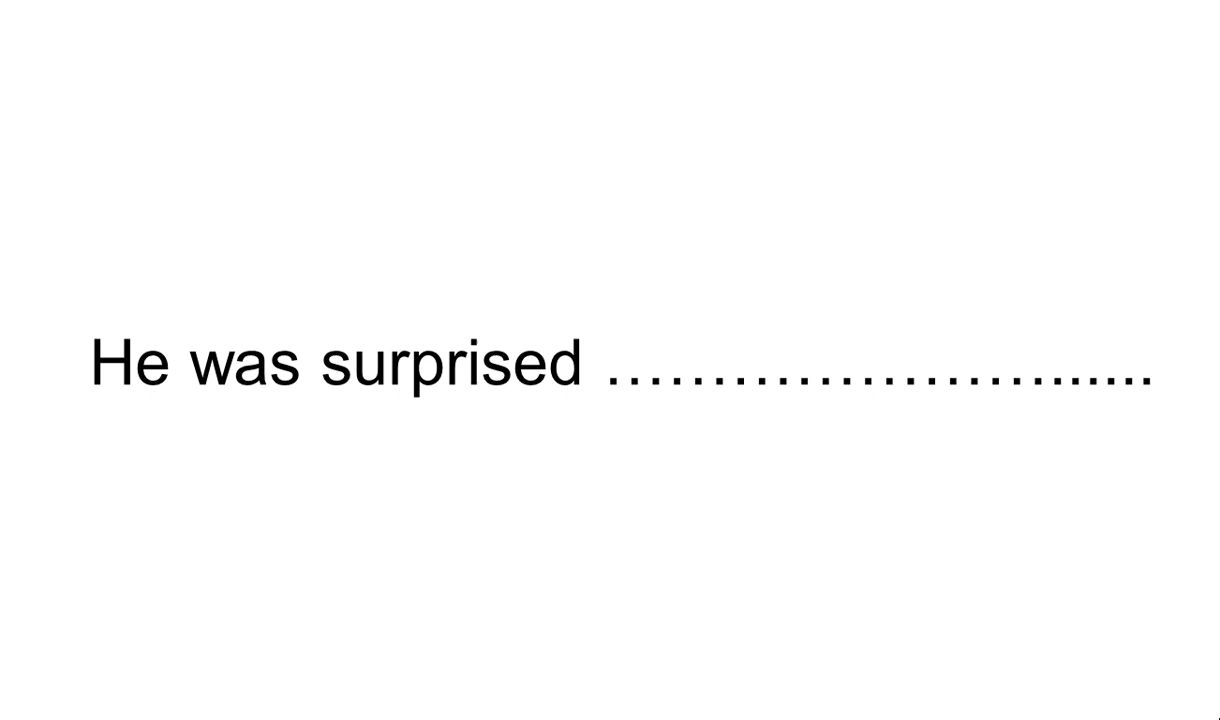 He was surprised ………………….......